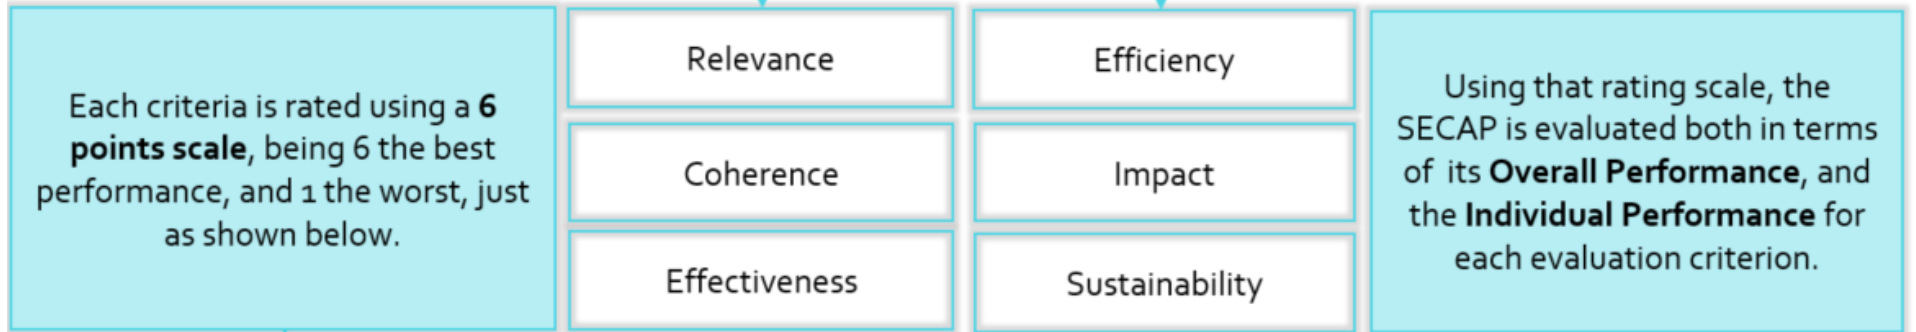 Each criteria is rated using a 6
points scale, being 6 the best
performance, and 1 the worst, just
as shown below.
Relevance
Coherence
Effectiveness
Efficiency
Impact
Sustainability
Using that rating scale, the
SECAP is evaluated both in terms
of its Overall Performance, and
the Individual Performance for
each evaluation criterion.